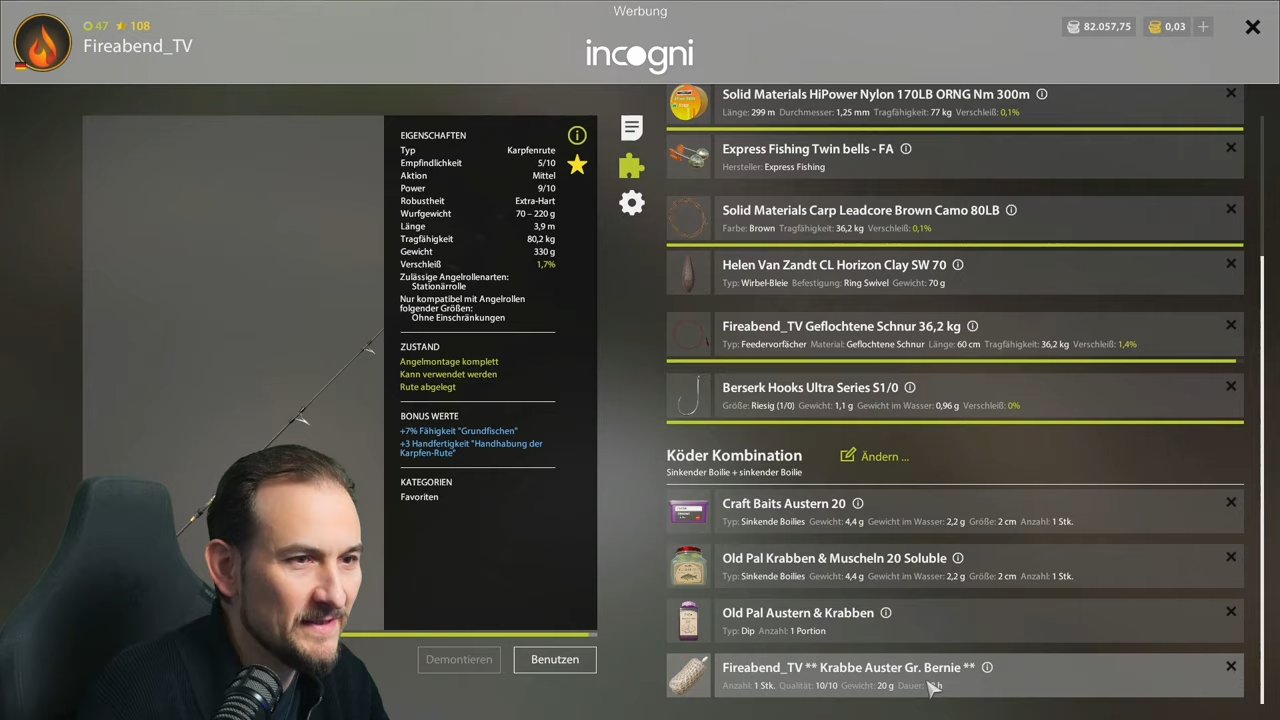 Werbung
incogni
47 108
Fireabend_TV
82.057,75
0,03
EIGENSCHAFTEN
Typ Karpfenrute
Empfindlichkeit 5/10
Aktion Mittel
Power 9/10
Robustheit Extra-Hart
Wurfgewicht 70 – 220 g
Länge 3,9 m
Tragfähigkeit 80,2 kg
Gewicht 330 g
Verschleiß 1,7%
Zulässige Angelrollenarten:
Stationärrolle
Nur kompatibel mit Angelrollen
folgender Größen:
Ohne Einschränkungen
ZUSTAND
Angelmontage komplett
Kann verwendet werden
Rute abgelegt
BONUS WERTE
+7% Fähigkeit "Grundfischen"
+3 Handfertigkeit "Handhabung der
Karpfen-Rute"
KATEGORIEN
Favoriten
Demontieren
Benutzen
Solid Materials HiPower Nylon 170LB ORNG Nm 300m
Länge: 299 m Durchmesser: 1,25 mm Tragfähigkeit: 77 kg Verschleiß: 0,1%
Express Fishing Twin bells - FA
Hersteller: Express Fishing
Solid Materials Carp Leadcore Brown Camo 80LB
Farbe: Brown Tragfähigkeit: 36,2 kg Verschleiß: 0,1%
Helen Van Zandt CL Horizon Clay SW 70
Typ: Wirbel-Bleie Befestigung: Ring Swivel Gewicht: 70 g
Fireabend_TV Geflochtene Schnur 36,2 kg
Typ: Feedervorfächer Material: Geflochtene Schnur Länge: 60 cm Tragfähigkeit: 36,2 kg Verschleiß: 1,4%
Berserk Hooks Ultra Series S1/0
Größe: Riesig (1/0) Gewicht: 1,1 g Gewicht im Wasser: 0,96 g Verschleiß: 0%
Köder Kombination
Ändern ...
Sinkender Boilie + sinkender Boilie
Craft Baits Austern 20
Typ: Sinkende Boilies Gewicht: 4,4 g Gewicht im Wasser: 2,2 g Größe: 2 cm Anzahl: 1 Stk.
Old Pal Krabben & Muscheln 20 Soluble
Typ: Sinkende Boilies Gewicht: 4,4 g Gewicht im Wasser: 2,2 g Größe: 2 cm Anzahl: 1 Stk.
Old Pal Austern & Krabben
Typ: Dip Anzahl: 1 Portion
Fireabend_TV ** Krabbe Auster Gr. Bernie **
Anzahl: 1 Stk. Qualität: 10/10 Gewicht: 20 g Dauer: h